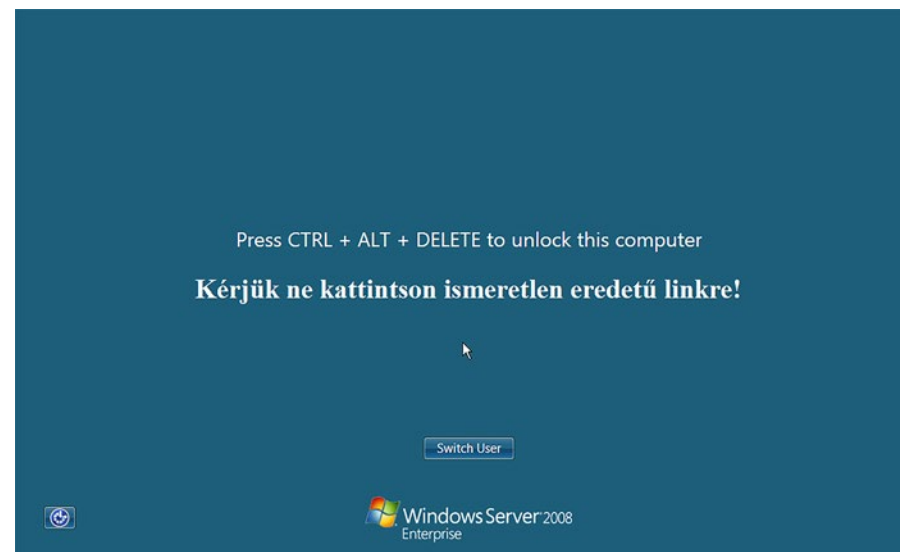 Press CTRL + ALT + DELETE to unlock this computer
Kérjük ne kattintson ismeretlen eredetű linkre!
Switch User
Windows Server 2008
Enterprise